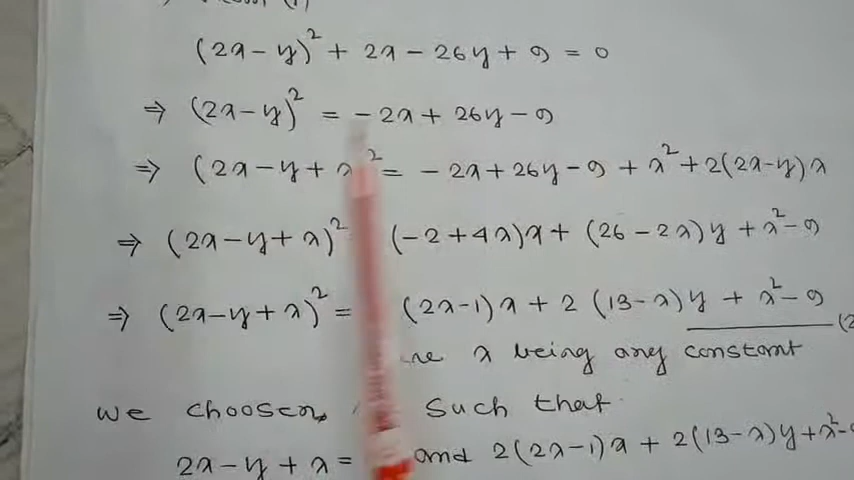 (2x-y)² + 2x - 26y + 9 = 0
⇒ (2x-y)² = -2x + 26y - 9
⇒ (2x-y+λ² = -2x+26y-9 + λ²+2(2x-y)λ
⇒ (2x-y+λ)² (-2+4λ)x + (26-2λ)y + λ²-9
⇒ (2x-y+λ)² = (2λ-1)x + 2(13-λ)y + λ²-9
(2
λ being any constant
we choose such that
2x-y+λ = and 2(2λ-1)x + 2(13-λ)y+λ²-